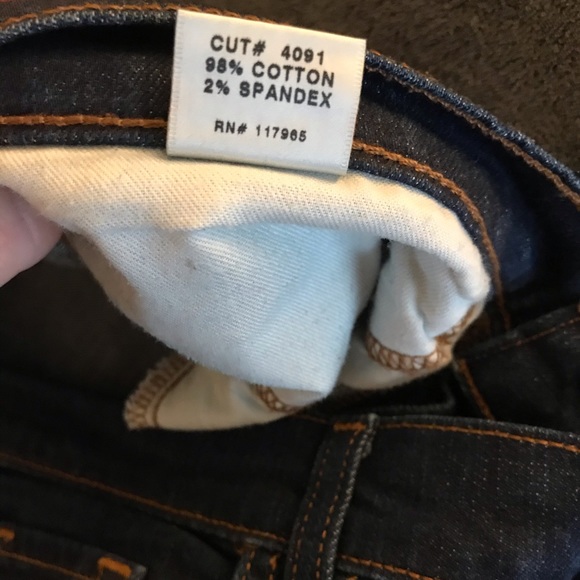 CUT# 4091
98% COTTON
2% SPANDEX
RN# 117965